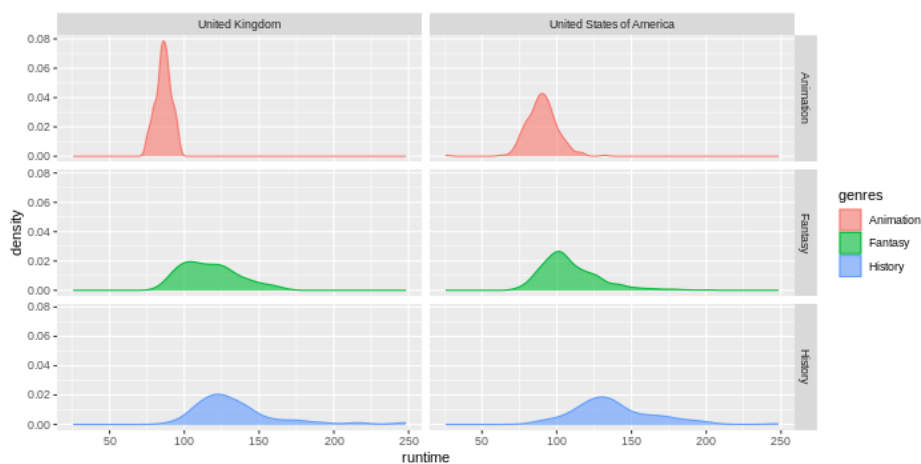 United Kingdom
United States of America
0.08
0.06
0.04
0.02
0.00
Animation
0.08
0.06
0.04
0.02
0.00
Fantasy
0.08
0.06
0.04
0.02
0.00
History
density
50 100 150 200 250
50 100 150 200 250
runtime
genres
Animation
Fantasy
History